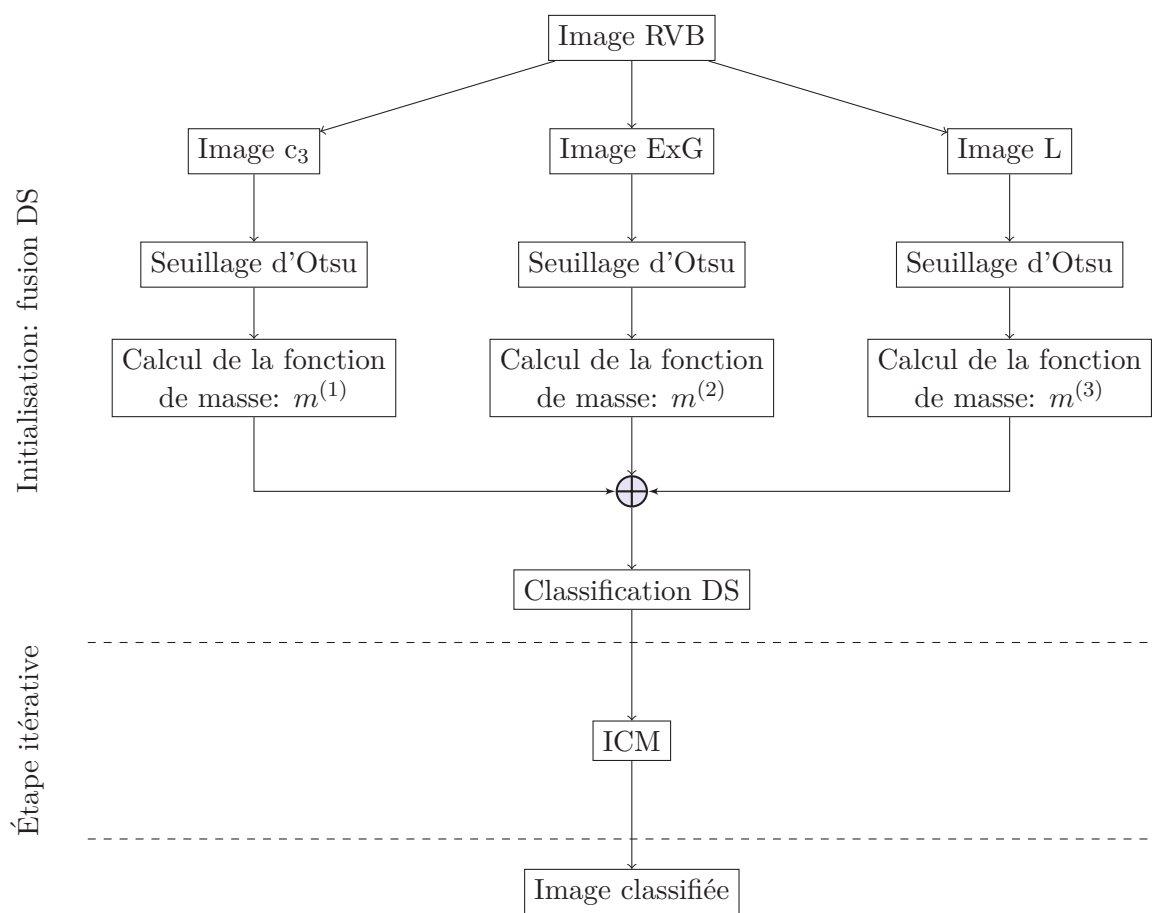 Image RVB
Image c₃
Image ExG
Image L
Seuillage d'Otsu
Seuillage d'Otsu
Seuillage d'Otsu
Calcul de la fonction
de masse: m⁽¹⁾
Calcul de la fonction
de masse: m⁽²⁾
Calcul de la fonction
de masse: m⁽³⁾
Classification DS
ICM
Image classifiée
Initialisation: fusion DS
Étape itérative